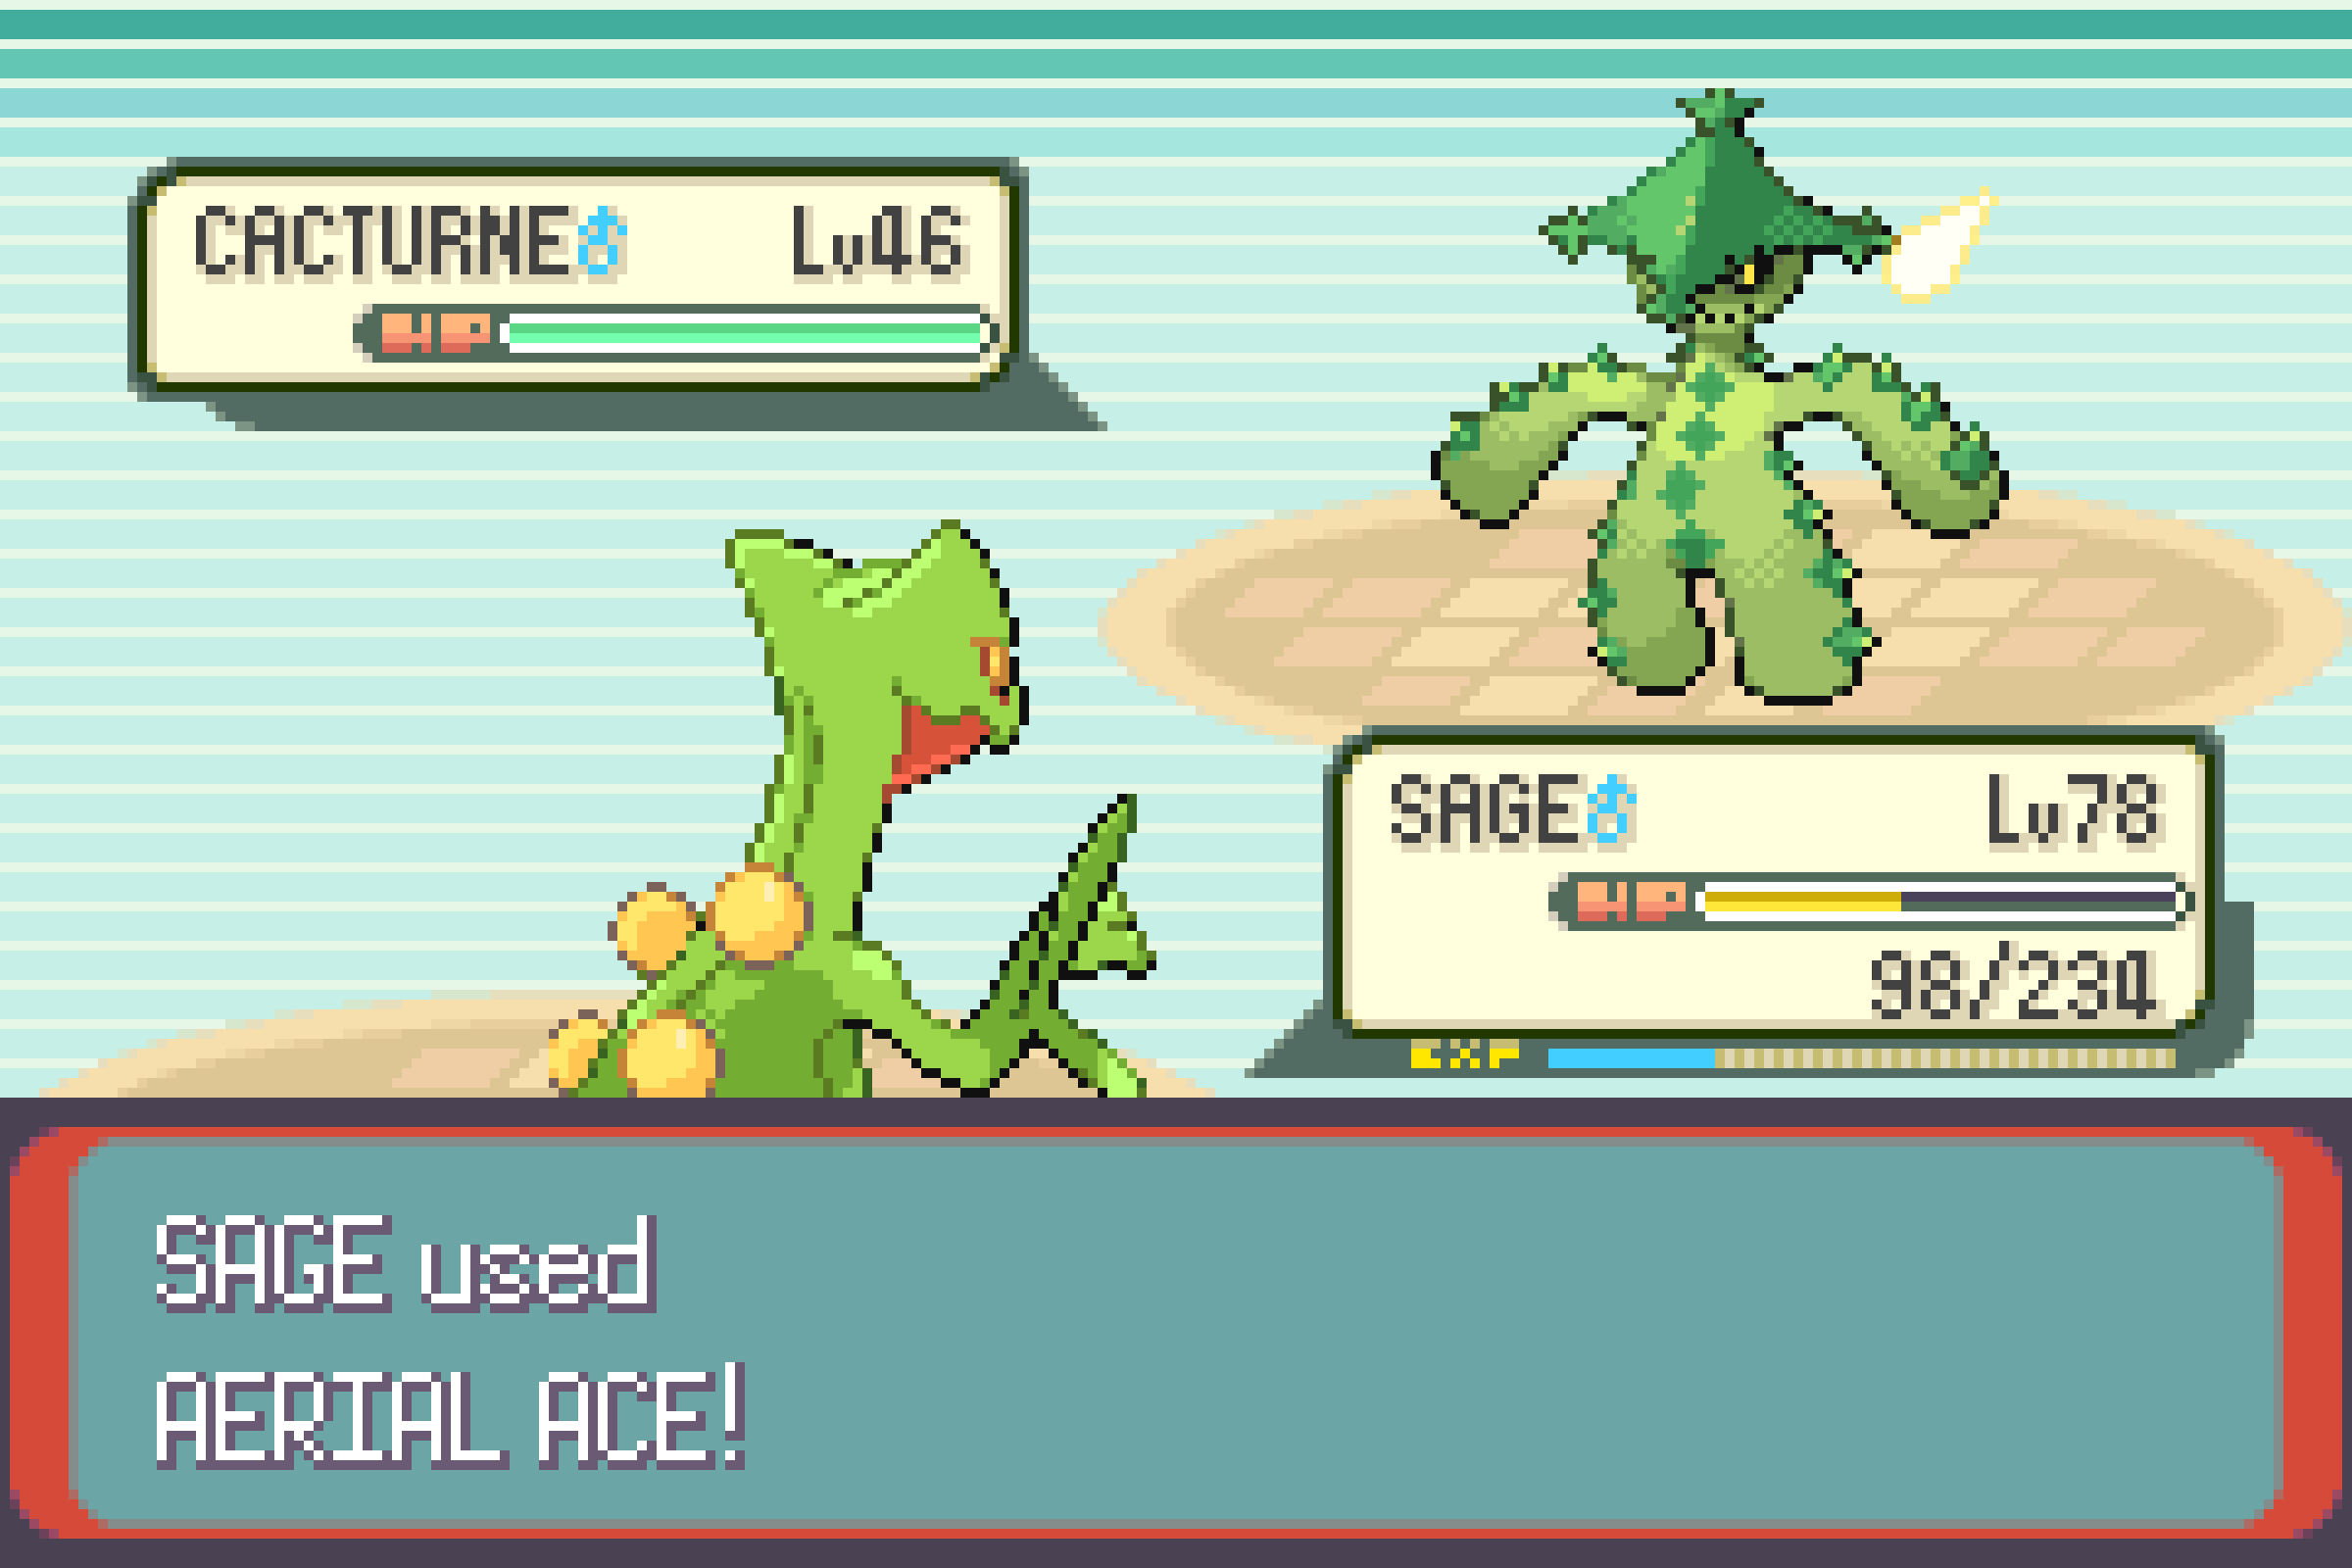 CACTURNE♂ Lv46
HP
SAGE♂ Lv78
HP
98/234
EXP
SAGE used
AERIAL ACE!